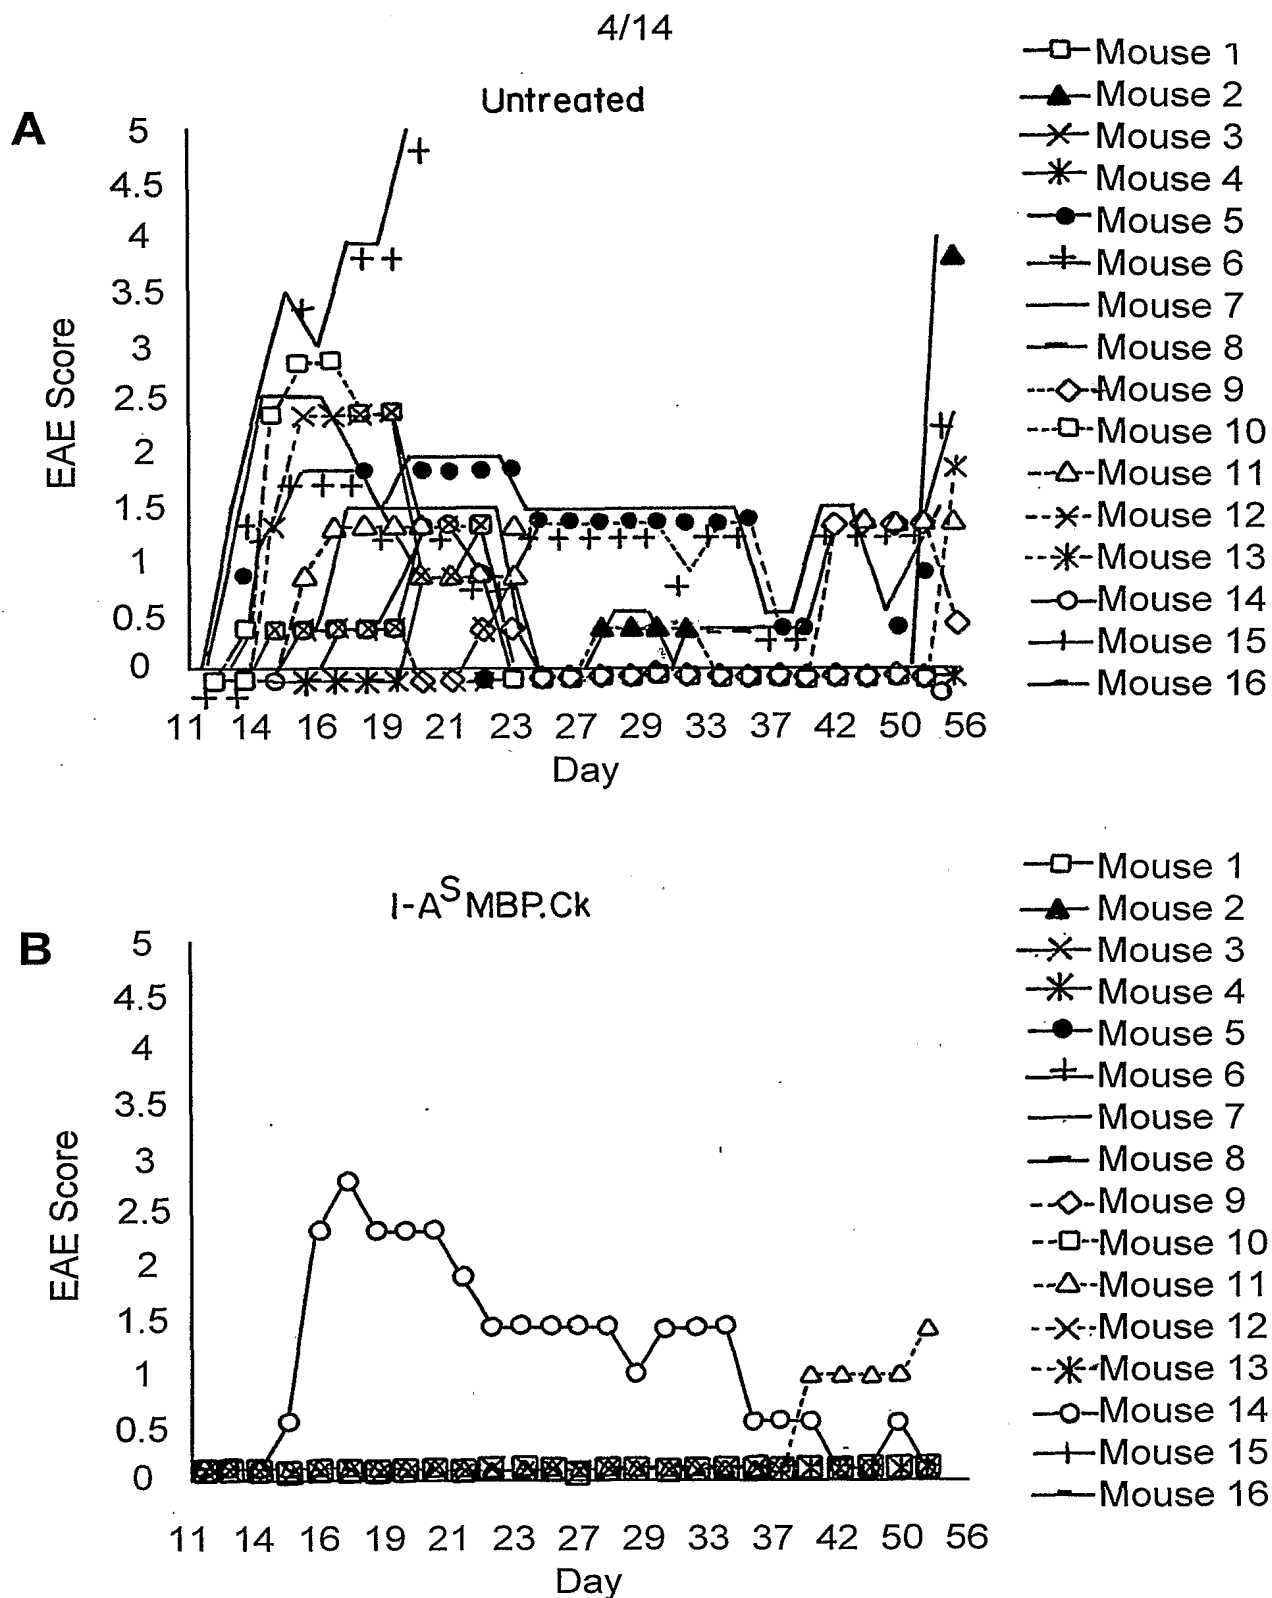 4/14
Untreated
A
EAE Score
5
4.5
4
3.5
3
2.5
2
1.5
1
0.5
0
11 14 16 19 21 23 27 29 33 37 42 50 56
Day
Mouse 1
Mouse 2
Mouse 3
Mouse 4
Mouse 5
Mouse 6
Mouse 7
Mouse 8
Mouse 9
Mouse 10
Mouse 11
Mouse 12
Mouse 13
Mouse 14
Mouse 15
Mouse 16
I-ASMBP.Ck
B
EAE Score
5
4.5
4
3.5
3
2.5
2
1.5
1
0.5
0
11 14 16 19 21 23 27 29 33 37 42 50 56
Day
Mouse 1
Mouse 2
Mouse 3
Mouse 4
Mouse 5
Mouse 6
Mouse 7
Mouse 8
Mouse 9
Mouse 10
Mouse 11
Mouse 12
Mouse 13
Mouse 14
Mouse 15
Mouse 16